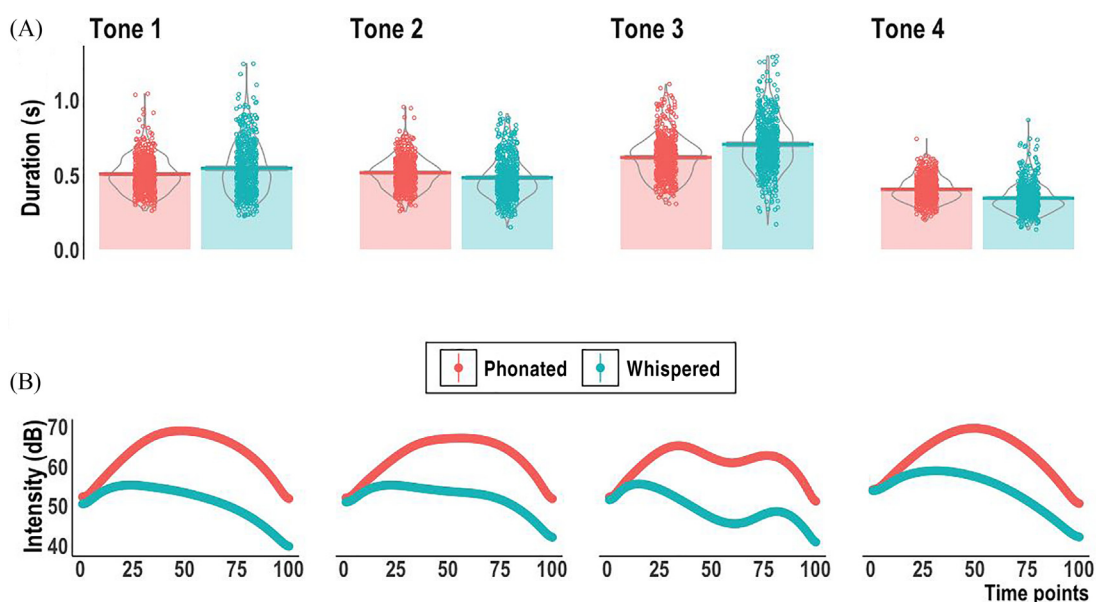 (A)
Tone 1 Tone 2 Tone 3 Tone 4
Duration (s)
1.0
0.5
0.0
Phonated Whispered
(B)
Intensity (dB)
70
60
50
40
0 25 50 75 100 0 25 50 75 100 0 25 50 75 100 0 25 50 75 100
Time points